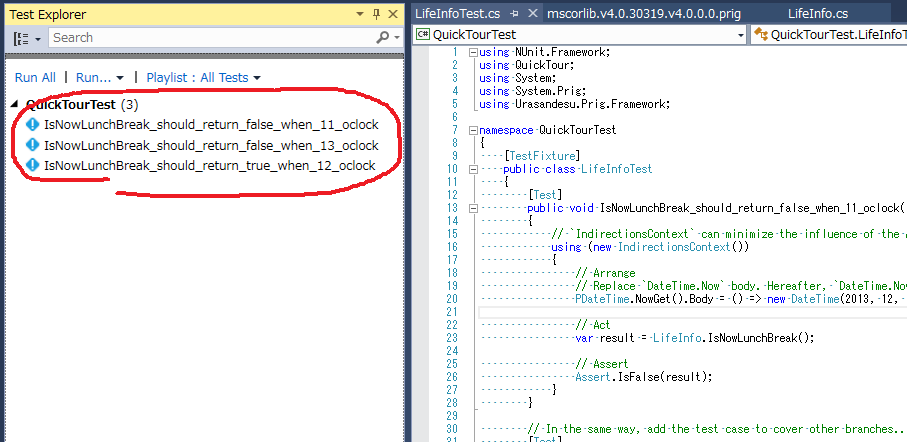 Test Explorer
Search
Run All | Run... | Playlist : All Tests
QuickTourTest (3)
IsNowLunchBreak_should_return_false_when_11_oclock
IsNowLunchBreak_should_return_false_when_13_oclock
IsNowLunchBreak_should_return_true_when_12_oclock
LifeInfoTest.cs mscorlib.v4.0.30319.v4.0.0.0.prig LifeInfo.cs
C# QuickTourTest QuickTourTest.LifeInfoT
1 using NUnit.Framework;
2 using QuickTour;
3 using System;
4 using System.Prig;
5 using Urasandesu.Prig.Framework;
6
7 namespace QuickTourTest
8 {
9 [TestFixture]
10 public class LifeInfoTest
11 {
12 [Test]
13 public void IsNowLunchBreak_should_return_false_when_11_oclock(
14 {
15 // `IndirectionsContext` can minimize the influence of the
16 using (new IndirectionsContext())
17 {
18 // Arrange
19 // Replace `DateTime.Now` body. Hereafter, `DateTime.Now
20 PDateTime.NowGet().Body = () => new DateTime(2013, 12,
21
22 // Act
23 var result = LifeInfo.IsNowLunchBreak();
24
25 // Assert
26 Assert.IsFalse(result);
27 }
28 }
29
30 // In the same way, add the test case to cover other branches..
31 [Test]